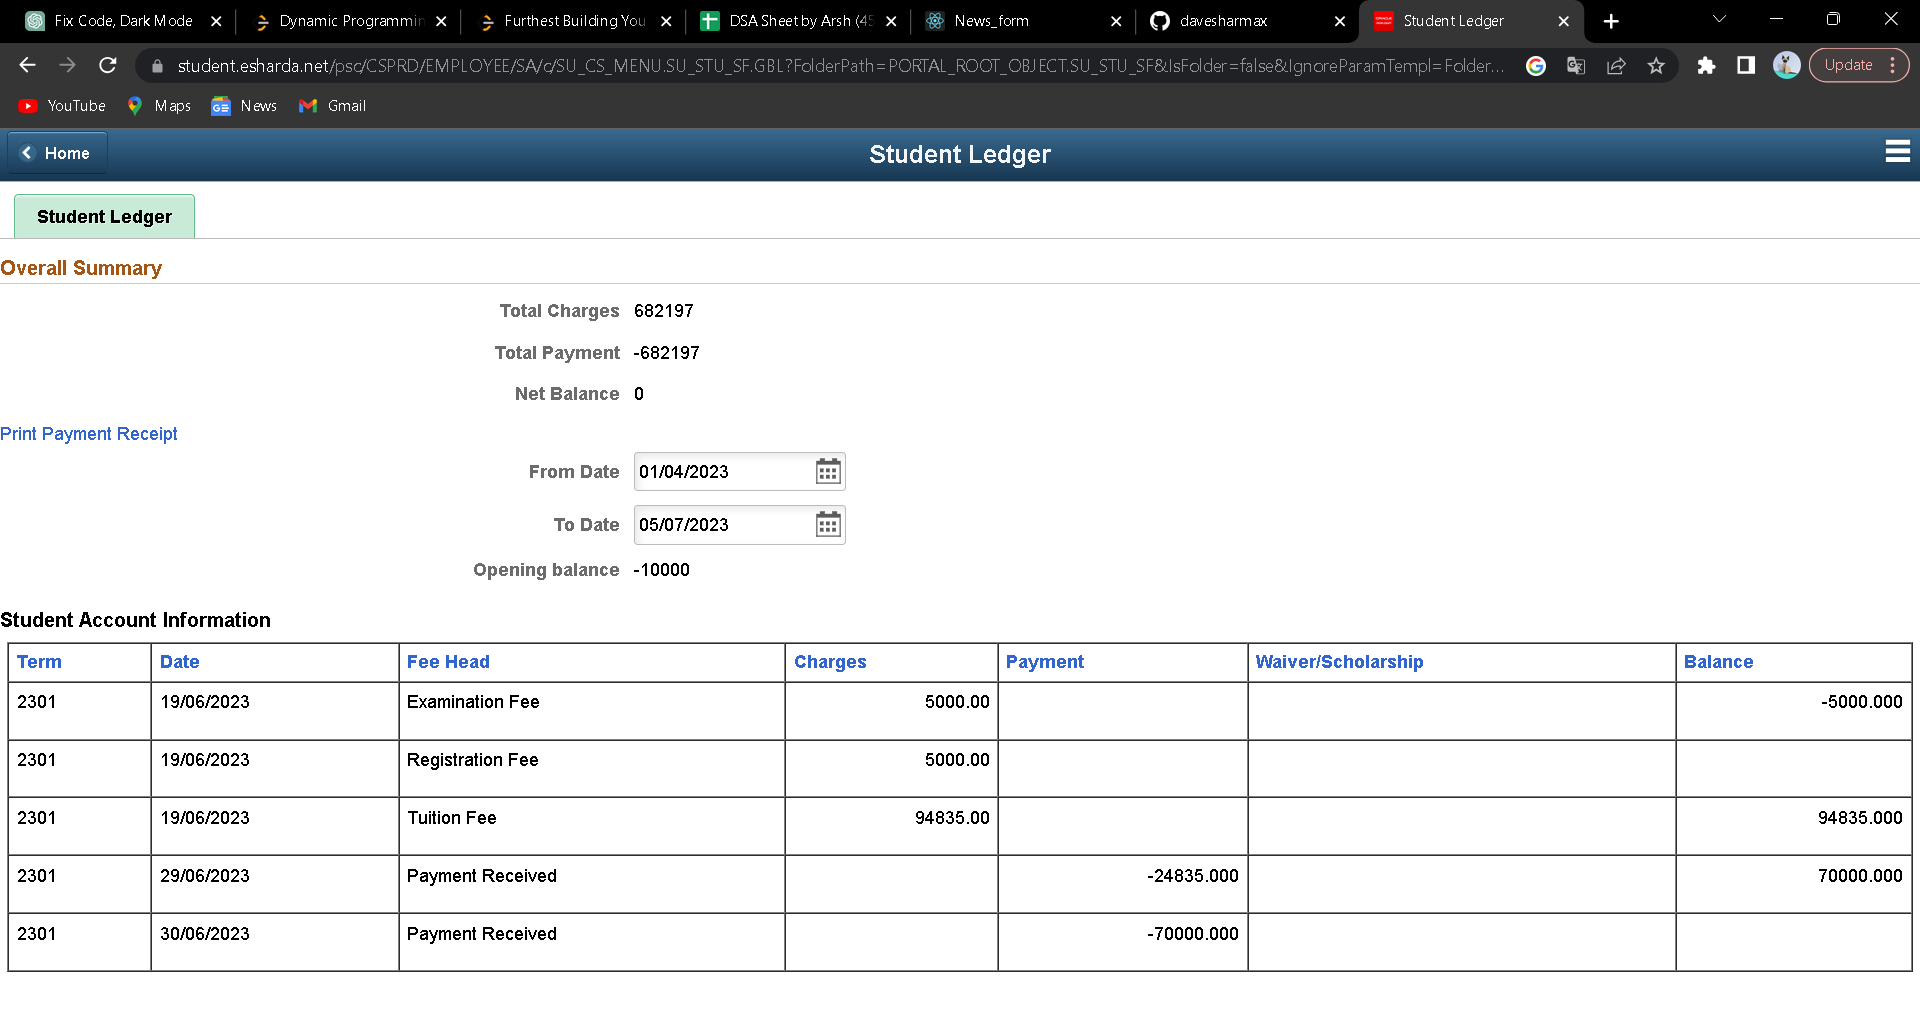 Fix Code, Dark Mode
Dynamic Programmin
Furthest Building You
DSA Sheet by Arsh (45
News_form
davesharmax
Student Ledger
student.esharda.net/psc/CSPRD/EMPLOYEE/SA/c/SU_CS_MENU.SU_STU_SF.GBL?FolderPath=PORTAL_ROOT_OBJECT.SU_STU_SF&IsFolder=false&IgnoreParamTempl=Folder...
Update
YouTube Maps News Gmail
Home
Student Ledger
Student Ledger
Overall Summary
Total Charges 682197
Total Payment -682197
Net Balance 0
Print Payment Receipt
From Date 01/04/2023
To Date 05/07/2023
Opening balance -10000
Student Account Information
Term Date Fee Head Charges Payment Waiver/Scholarship Balance
2301 19/06/2023 Examination Fee 5000.00 -5000.000
2301 19/06/2023 Registration Fee 5000.00
2301 19/06/2023 Tuition Fee 94835.00 94835.000
2301 29/06/2023 Payment Received -24835.000 70000.000
2301 30/06/2023 Payment Received -70000.000